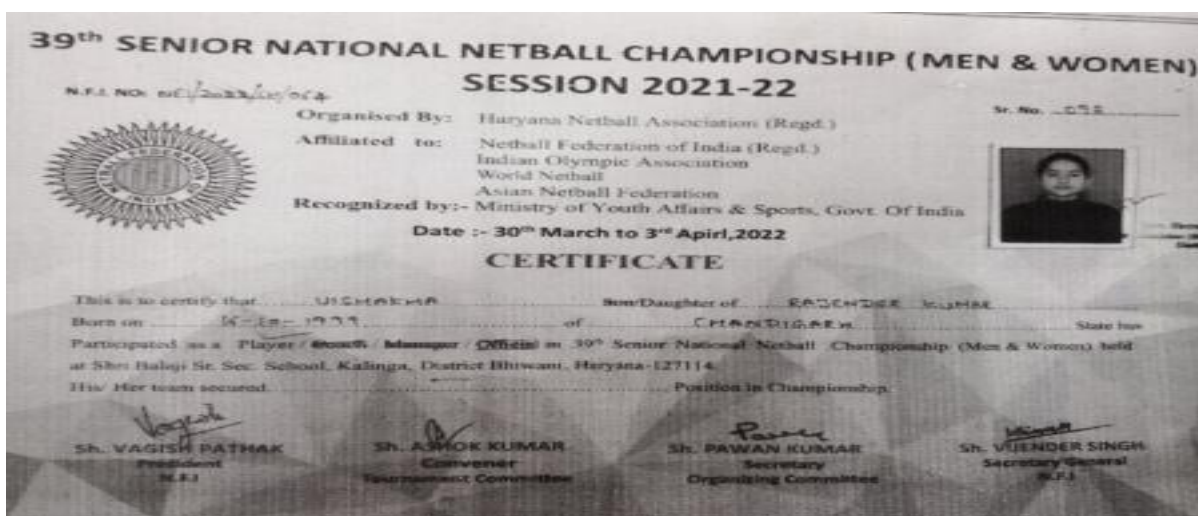 39th SENIOR NATIONAL NETBALL CHAMPIONSHIP (MEN & WOMEN)
SESSION 2021-22
N.F.I. NO:
Sr. No.
Organised By: Haryana Netball Association (Regd.)
Affiliated to: Netball Federation of India (Regd.)
Indian Olympic Association
World Netball
Asian Netball Federation
Recognized by:- Ministry of Youth Affairs & Sports, Govt. Of India
Date :- 30th March to 3rd Apirl,2022
CERTIFICATE
This is to certify that VISHAKHA Son/Daughter of RAJENDER KUMAR
Born on of CHANDIGARH State has
Participated as a Player / Coach / Manager / Official in 39th Senior National Netball Championship (Men & Women) held
at Shri Balaji Sr. Sec. School, Kalinga, District Bhiwani, Haryana-127114.
His/ Her team secured Position in Championship.
Sh. VAGISH PATHAK
President
N.F.I
Sh. ASHOK KUMAR
Convener
Tournament Committee
Sh. PAWAN KUMAR
Secretary
Organizing Committee
Sh. VIJENDER SINGH
Secretary General
N.F.I